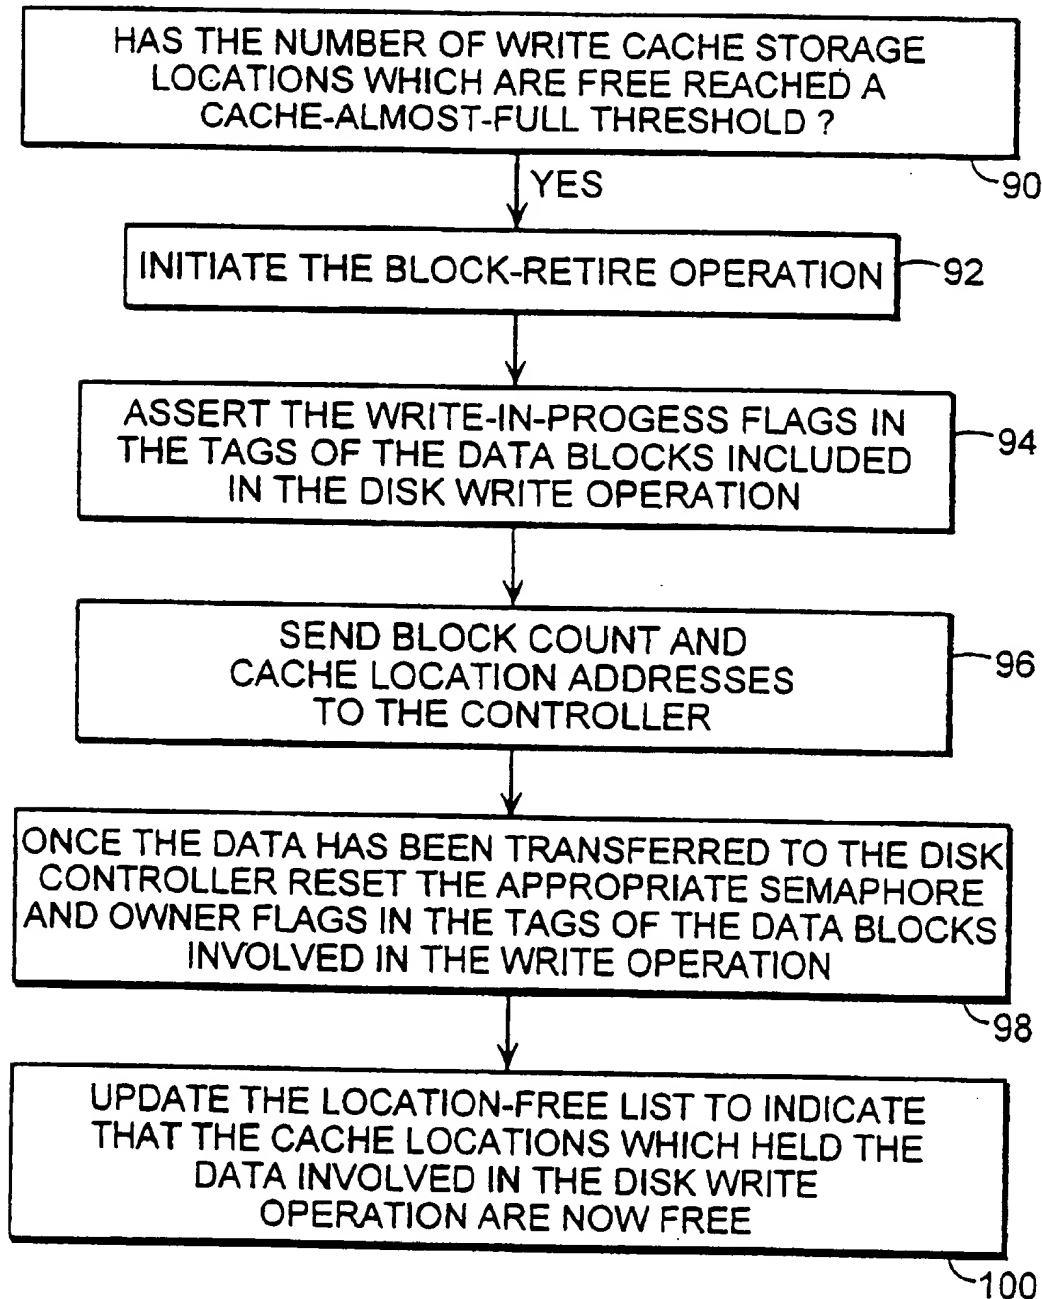 HAS THE NUMBER OF WRITE CACHE STORAGE
LOCATIONS WHICH ARE FREE REACHED A
CACHE-ALMOST-FULL THRESHOLD ?
90
YES
INITIATE THE BLOCK-RETIRE OPERATION
92
ASSERT THE WRITE-IN-PROGESS FLAGS IN
THE TAGS OF THE DATA BLOCKS INCLUDED
IN THE DISK WRITE OPERATION
94
SEND BLOCK COUNT AND
CACHE LOCATION ADDRESSES
TO THE CONTROLLER
96
ONCE THE DATA HAS BEEN TRANSFERRED TO THE DISK
CONTROLLER RESET THE APPROPRIATE SEMAPHORE
AND OWNER FLAGS IN THE TAGS OF THE DATA BLOCKS
INVOLVED IN THE WRITE OPERATION
98
UPDATE THE LOCATION-FREE LIST TO INDICATE
THAT THE CACHE LOCATIONS WHICH HELD THE
DATA INVOLVED IN THE DISK WRITE
OPERATION ARE NOW FREE
100